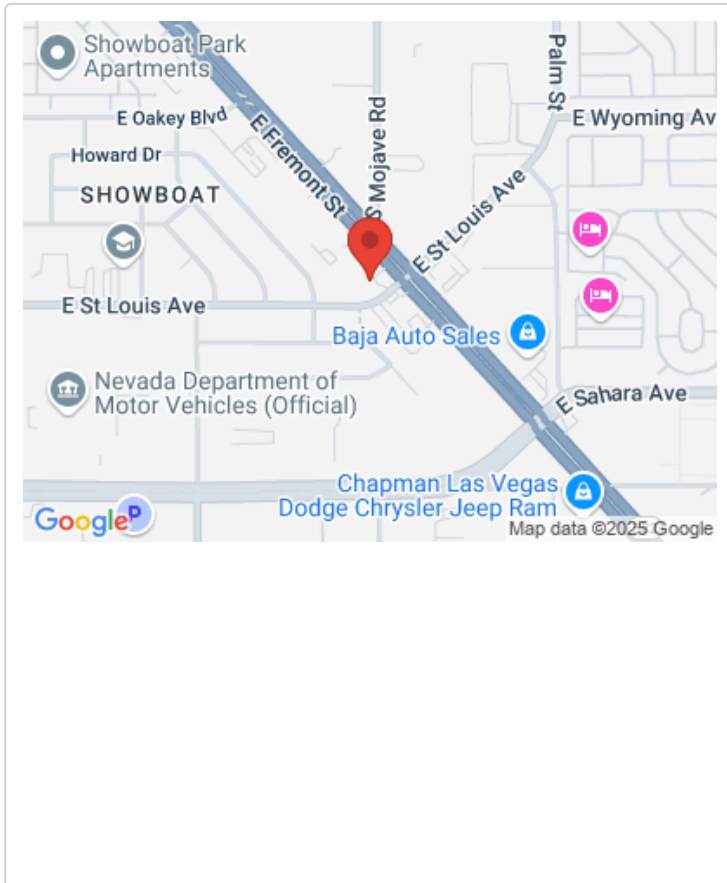 Showboat Park
Apartments
E Oakey Blvd
Howard Dr
SHOWBOAT
E Fremont St
S Mojave Rd
Palm St
E Wyoming Av
E St Louis Ave
E St Louis Ave
Baja Auto Sales
Nevada Department of
Motor Vehicles (Official)
E Sahara Ave
Chapman Las Vegas
Dodge Chrysler Jeep Ram
Google
P
Map data ©2025 Google